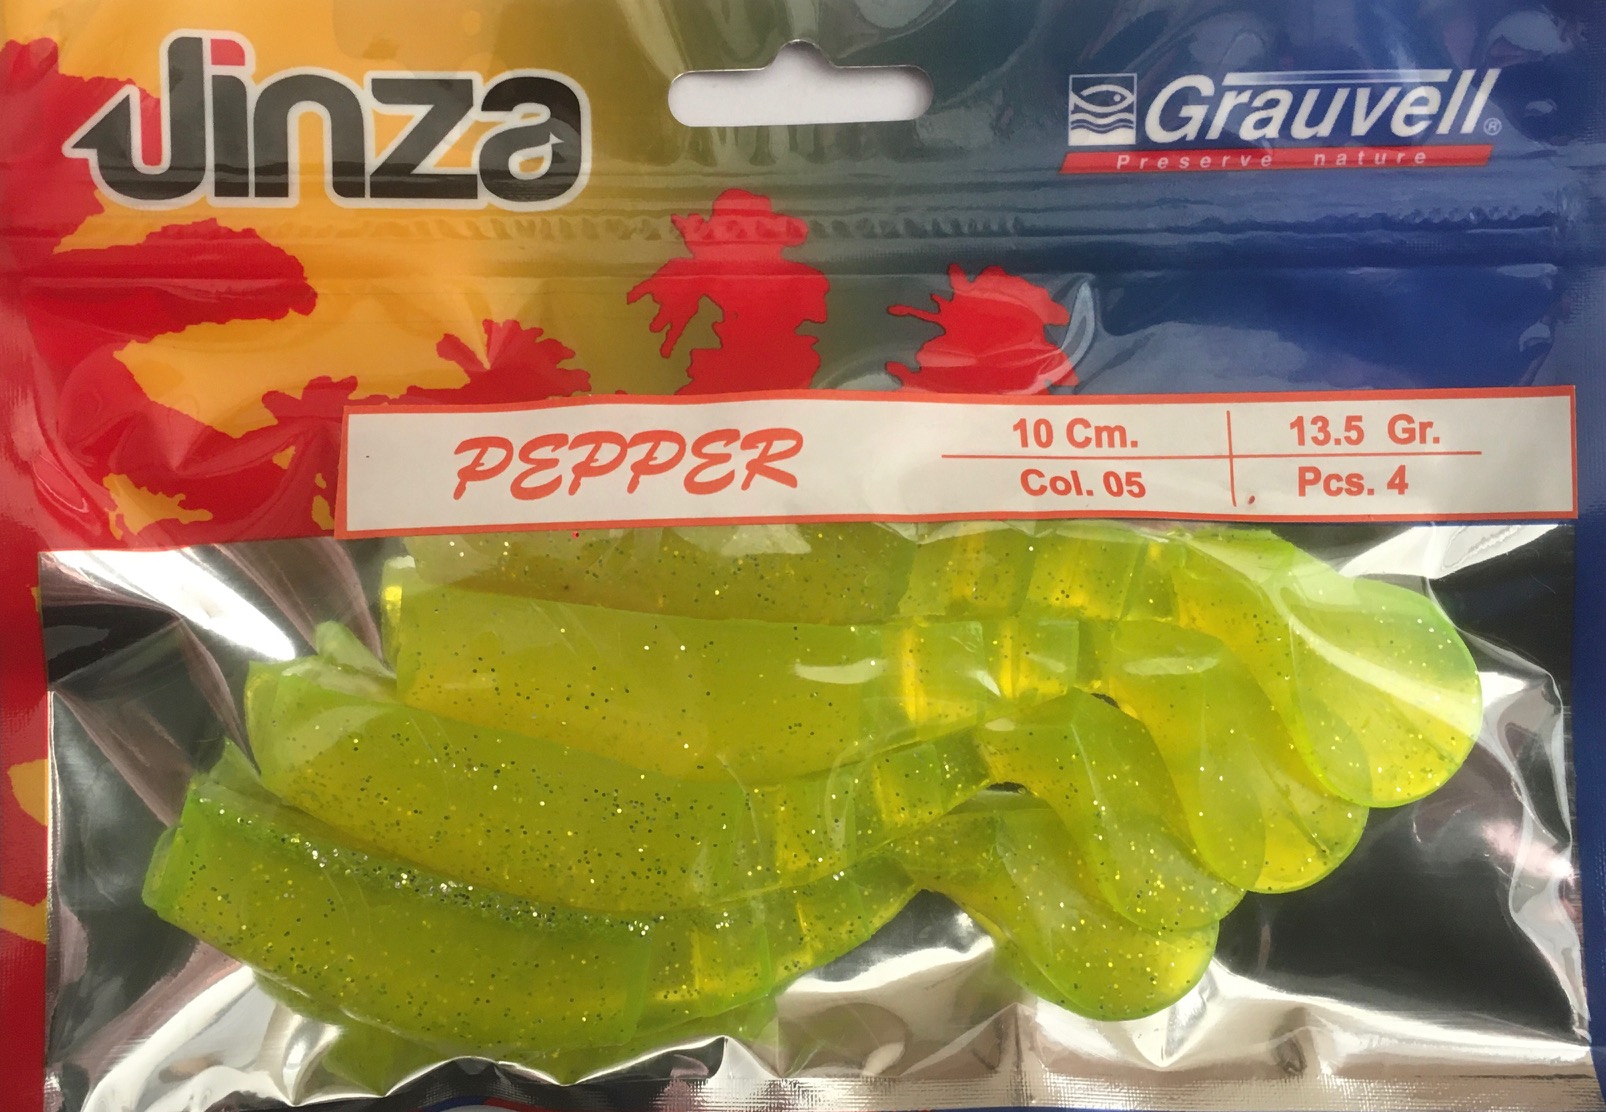 Jinza
Grauvell®
Preserve nature
PEPPER
10 Cm.
13.5 Gr.
Col. 05
Pcs. 4